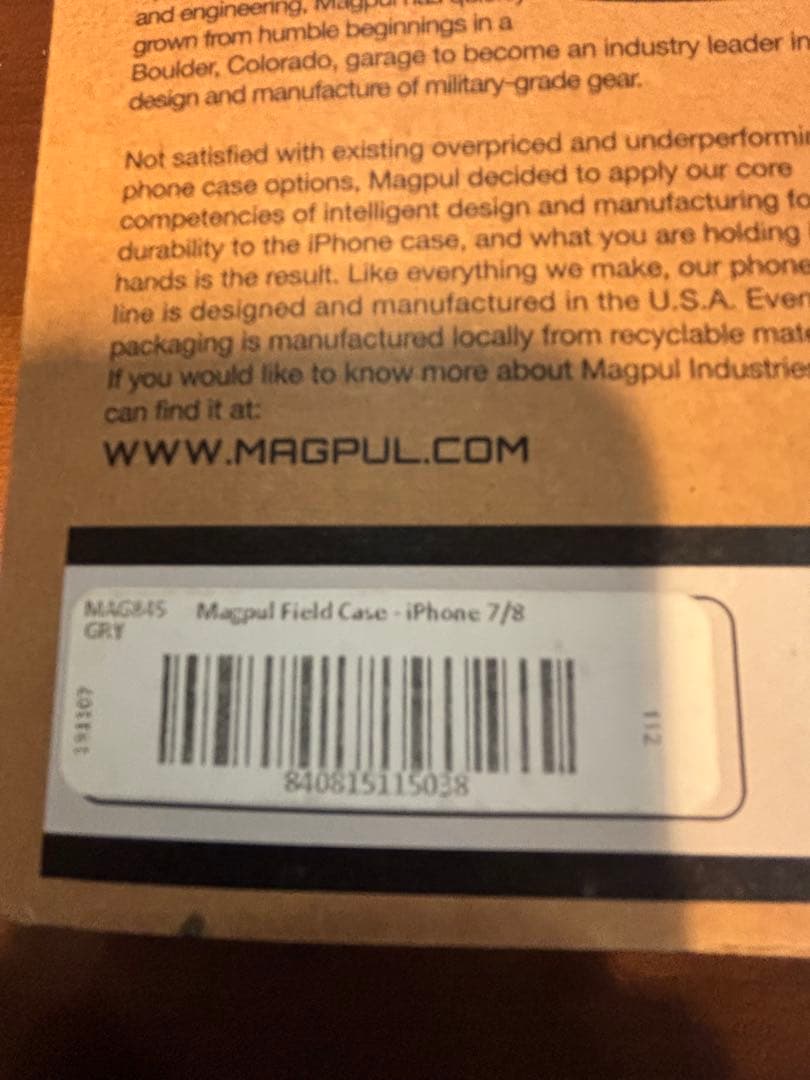 and engineering, Magpul has
grown from humble beginnings in a
Boulder, Colorado, garage to become an industry leader in
design and manufacture of military-grade gear.
Not satisfied with existing overpriced and underperformin
phone case options, Magpul decided to apply our core
competencies of intelligent design and manufacturing fo
durability to the iPhone case, and what you are holding
hands is the result. Like everything we make, our phone
line is designed and manufactured in the U.S.A. Even
packaging is manufactured locally from recyclable mate
If you would like to know more about Magpul Industries
can find it at:
WWW.MAGPUL.COM
MAG845 Magpul Field Case - iPhone 7/8
GRY
112
840815115038